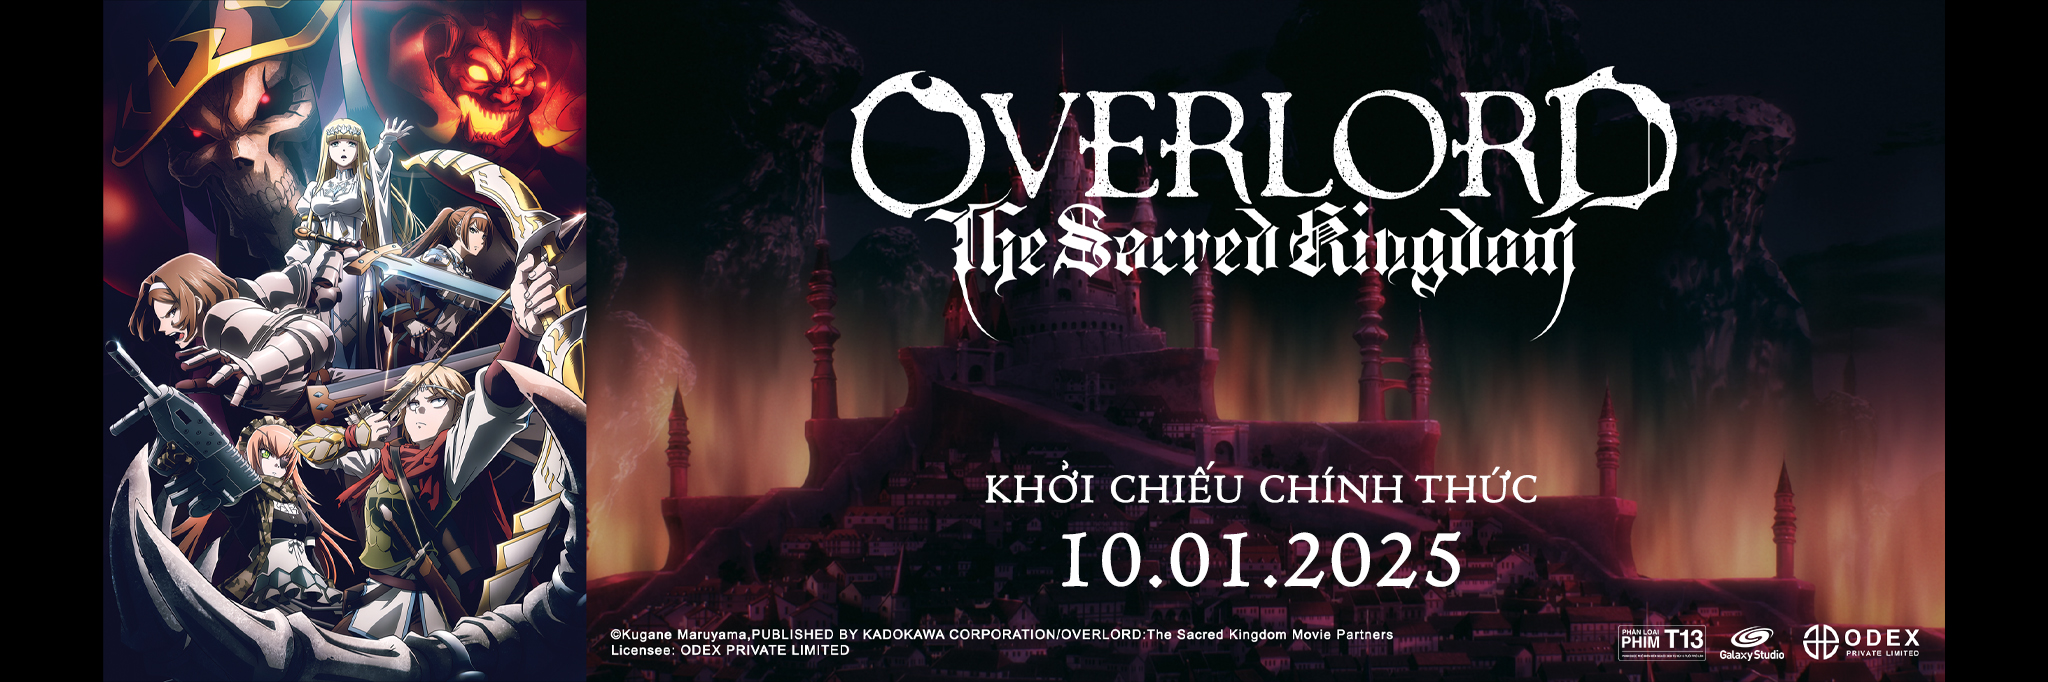 OVERLORD
The Sacred Kingdom
KHỞI CHIẾU CHÍNH THỨC
10.01.2025
©Kugane Maruyama,PUBLISHED BY KADOKAWA CORPORATION/OVERLORD:The Sacred Kingdom Movie Partners
Licensee: ODEX PRIVATE LIMITED
PHÂN LOẠI
PHIM T13
Galaxy Studio
ODEX
PRIVATE LIMITED